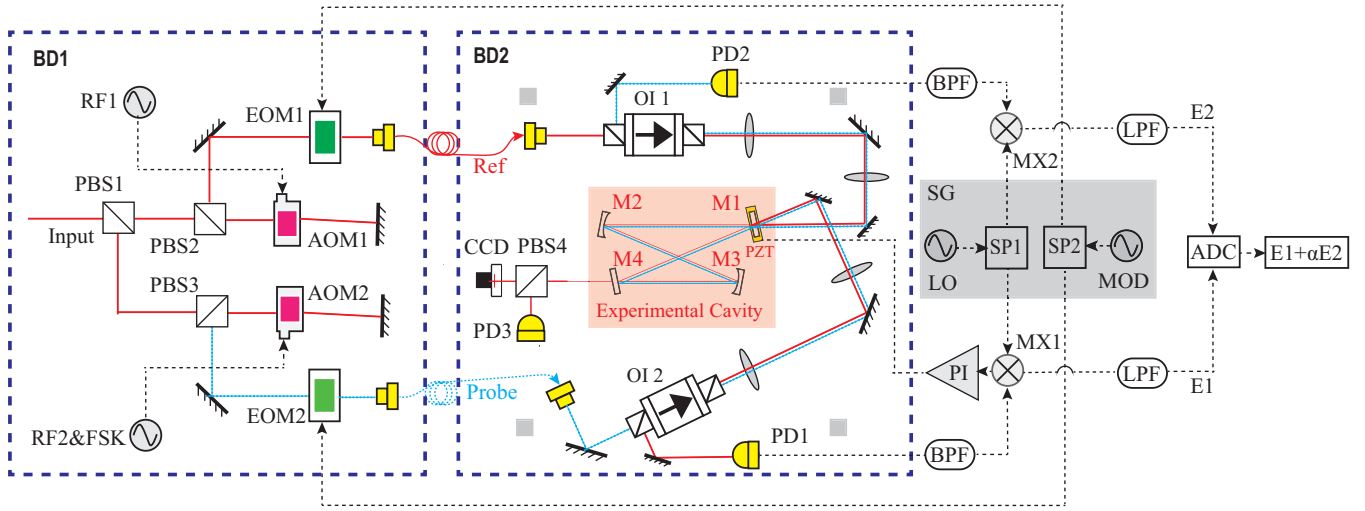 BD1
BD2
PD2
BPF
RF1
EOM1
OI 1
LPF
E2
Ref
MX2
PBS1
M2
M1
SG
Input
PBS2
AOM1
CCD
PBS4
M4
M3
PZT
SP1
SP2
ADC
E1+αE2
LO
MOD
PBS3
AOM2
Experimental Cavity
PD3
MX1
OI 2
PI
LPF
Probe
E1
EOM2
RF2&FSK
PD1
BPF